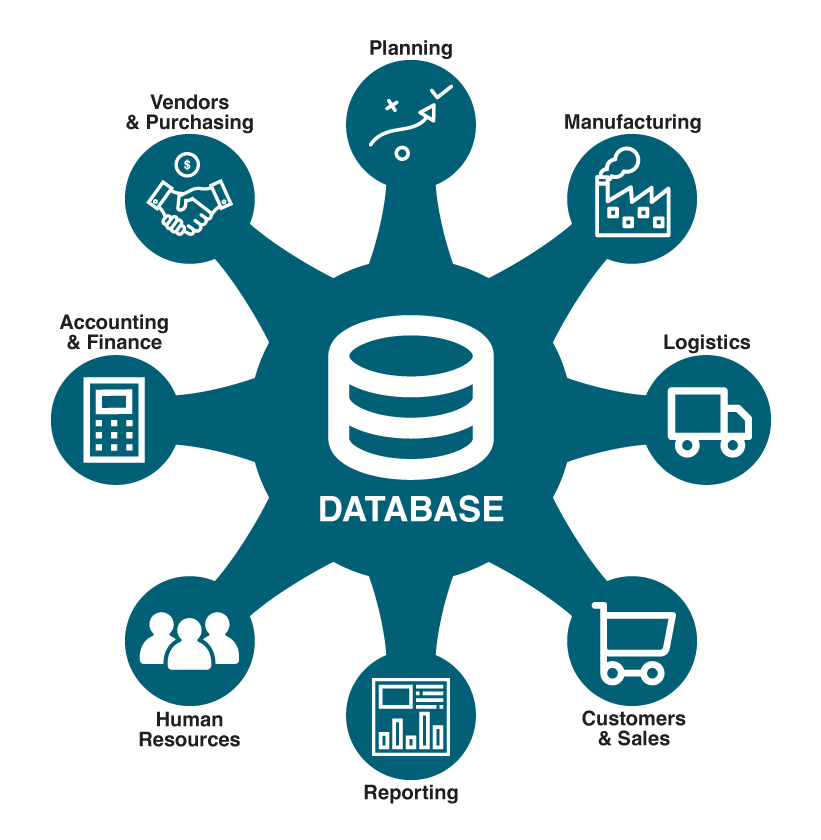 Planning
Vendors
& Purchasing
$
Manufacturing
Accounting
& Finance
Logistics
DATABASE
Human
Resources
Customers
& Sales
Reporting